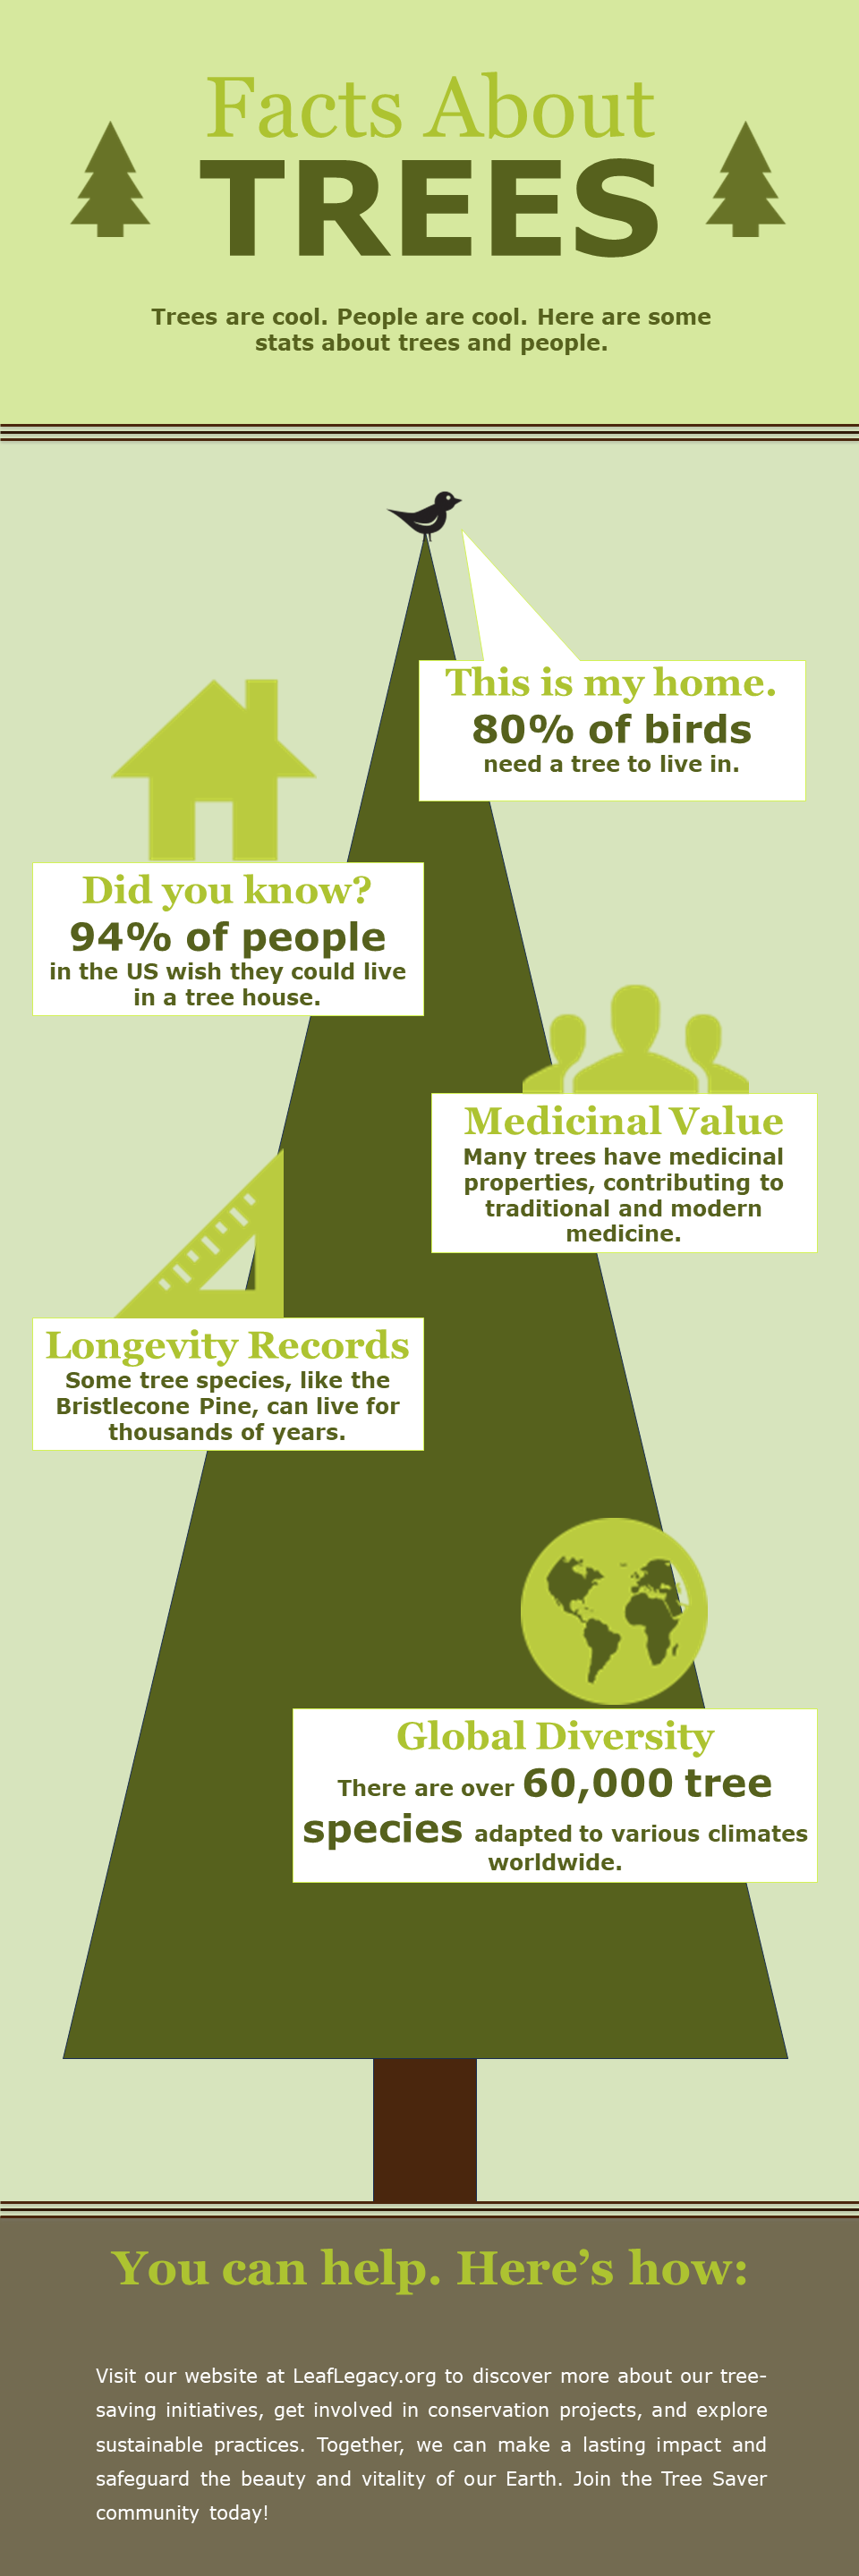 Facts About
TREES
Trees are cool. People are cool. Here are some
stats about trees and people.
This is my home.
80% of birds
need a tree to live in.
Did you know?
94% of people
in the US wish they could live
in a tree house.
Medicinal Value
Many trees have medicinal
properties, contributing to
traditional and modern
medicine.
Longevity Records
Some tree species, like the
Bristlecone Pine, can live for
thousands of years.
Global Diversity
There are over 60,000 tree
species adapted to various climates
worldwide.
You can help. Here’s how:
Visit our website at LeafLegacy.org to discover more about our tree-
saving initiatives, get involved in conservation projects, and explore
sustainable practices. Together, we can make a lasting impact and
safeguard the beauty and vitality of our Earth. Join the Tree Saver
community today!